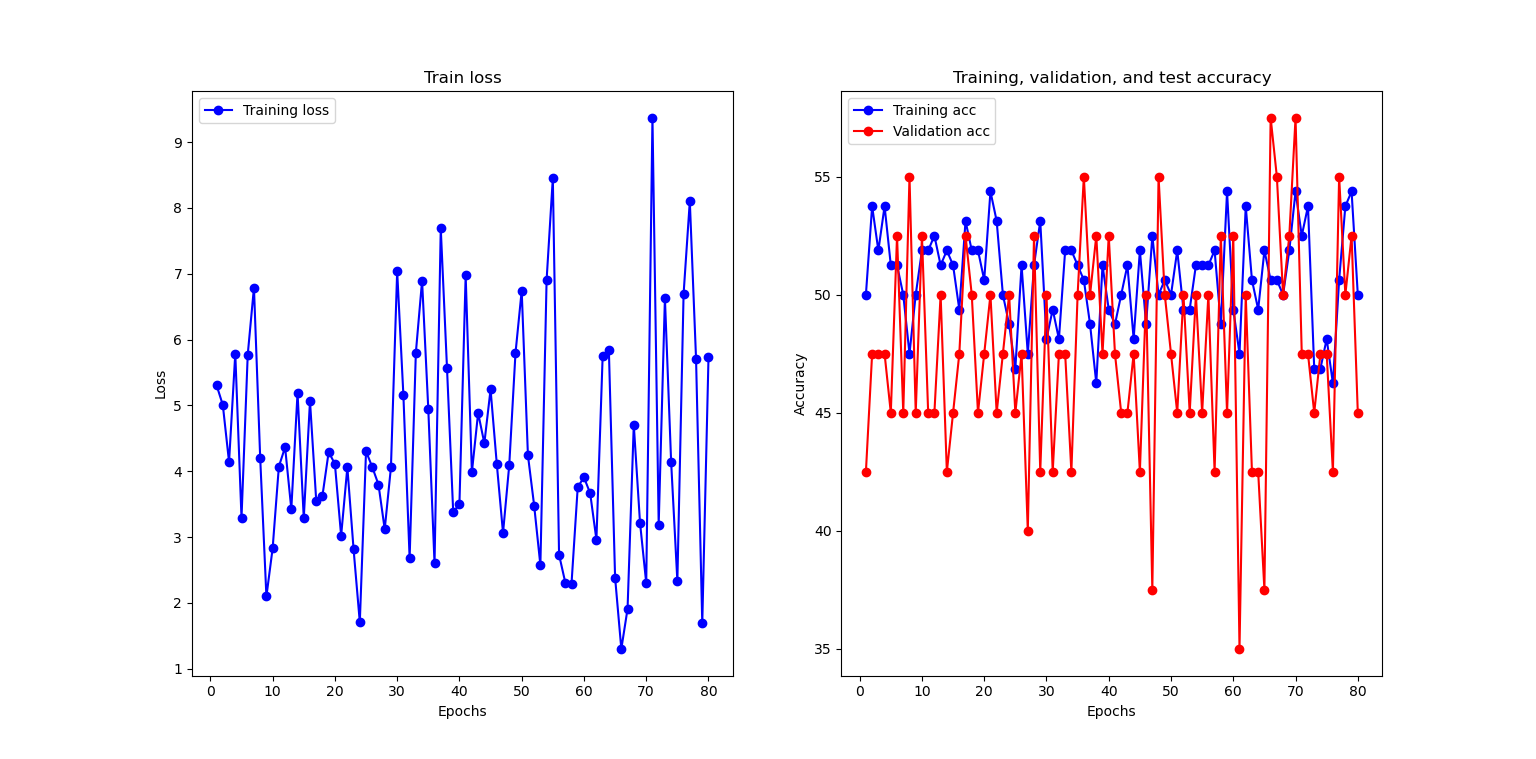 Train loss
Training loss
9
8
7
6
5
4
3
2
1
Loss
0 10 20 30 40 50 60 70 80
Epochs
Training, validation, and test accuracy
Training acc
Validation acc
55
50
45
40
35
Accuracy
0 10 20 30 40 50 60 70 80
Epochs